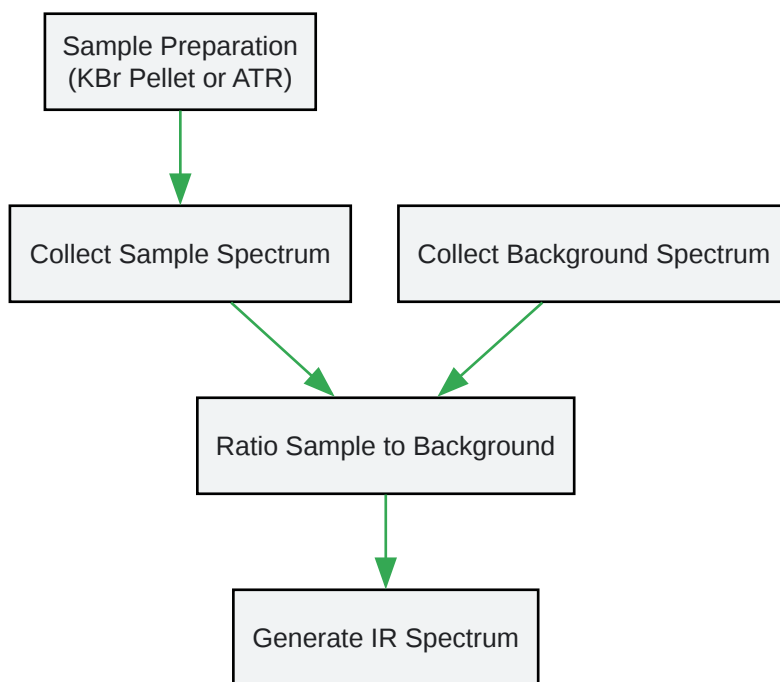 Sample Preparation
(KBr Pellet or ATR)
Collect Sample Spectrum
Collect Background Spectrum
Ratio Sample to Background
Generate IR Spectrum